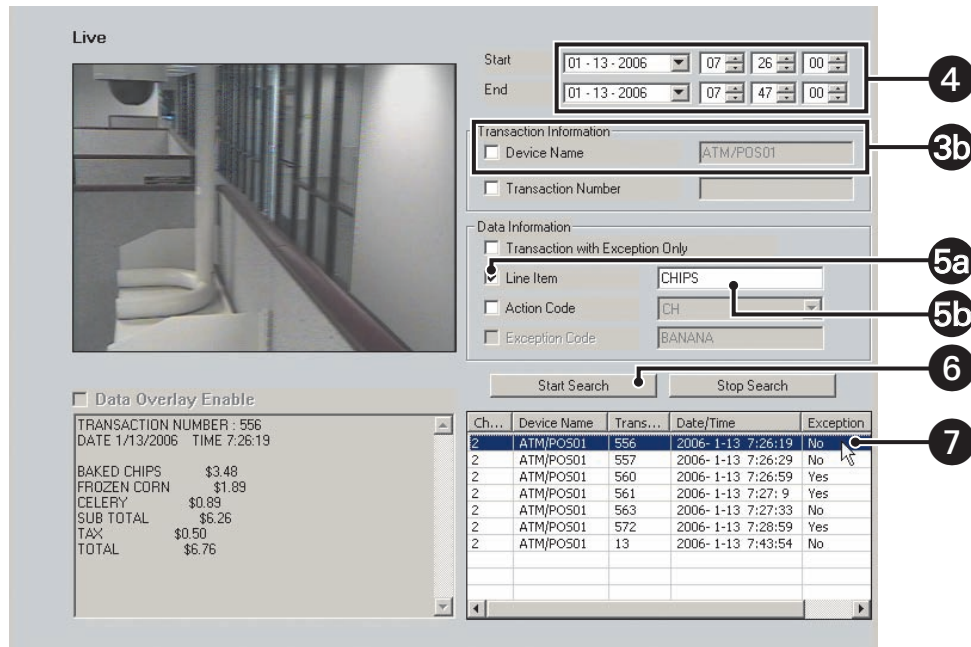 Live
Start 01 - 13 - 2006 07 26 00
End 01 - 13 - 2006 07 47 00
4
Transaction Information
Device Name ATM/POS01
3b
Transaction Number
Data Information
Transaction with Exception Only
5a
Line Item CHIPS
5b
Action Code CH
Exception Code BANANA
6
Start Search Stop Search
Data Overlay Enable
TRANSACTION NUMBER : 556
DATE 1/13/2006 TIME 7:26:19
BAKED CHIPS $3.48
FROZEN CORN $1.89
CELERY $0.89
SUB TOTAL $6.26
TAX $0.50
TOTAL $6.76
Ch... Device Name Trans... Date/Time Exception
2 ATM/POS01 556 2006- 1-13 7:26:19 No
7
2 ATM/POS01 557 2006- 1-13 7:26:29 No
2 ATM/POS01 560 2006- 1-13 7:26:59 Yes
2 ATM/POS01 561 2006- 1-13 7:27: 9 Yes
2 ATM/POS01 563 2006- 1-13 7:27:33 No
2 ATM/POS01 572 2006- 1-13 7:28:59 Yes
2 ATM/POS01 13 2006- 1-13 7:43:54 No